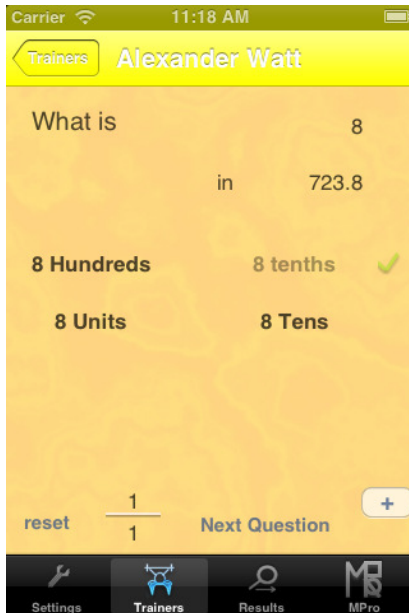 Carrier 11:18 AM
Trainers Alexander Watt
What is 8
in 723.8
8 Hundreds 8 tenths
8 Units 8 Tens
1
reset Next Question +
1
Settings Trainers Results MPro